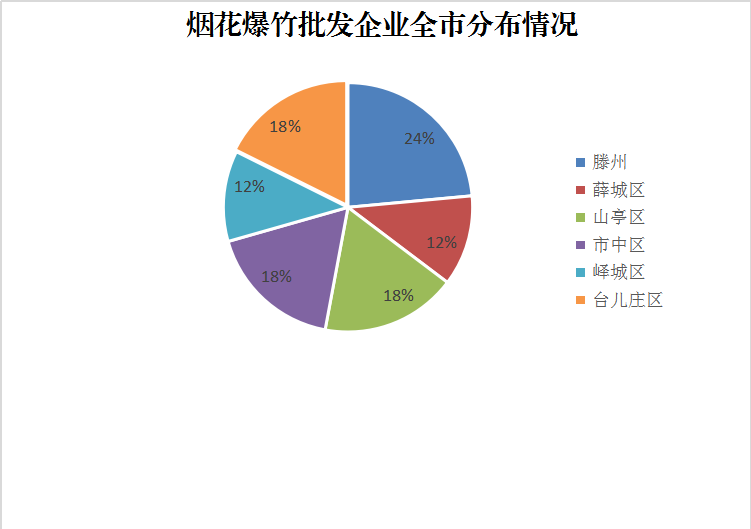 烟花爆竹批发企业全市分布情况
18%
24%
12%
12%
18%
18%
滕州
薛城区
山亭区
市中区
峄城区
台儿庄区